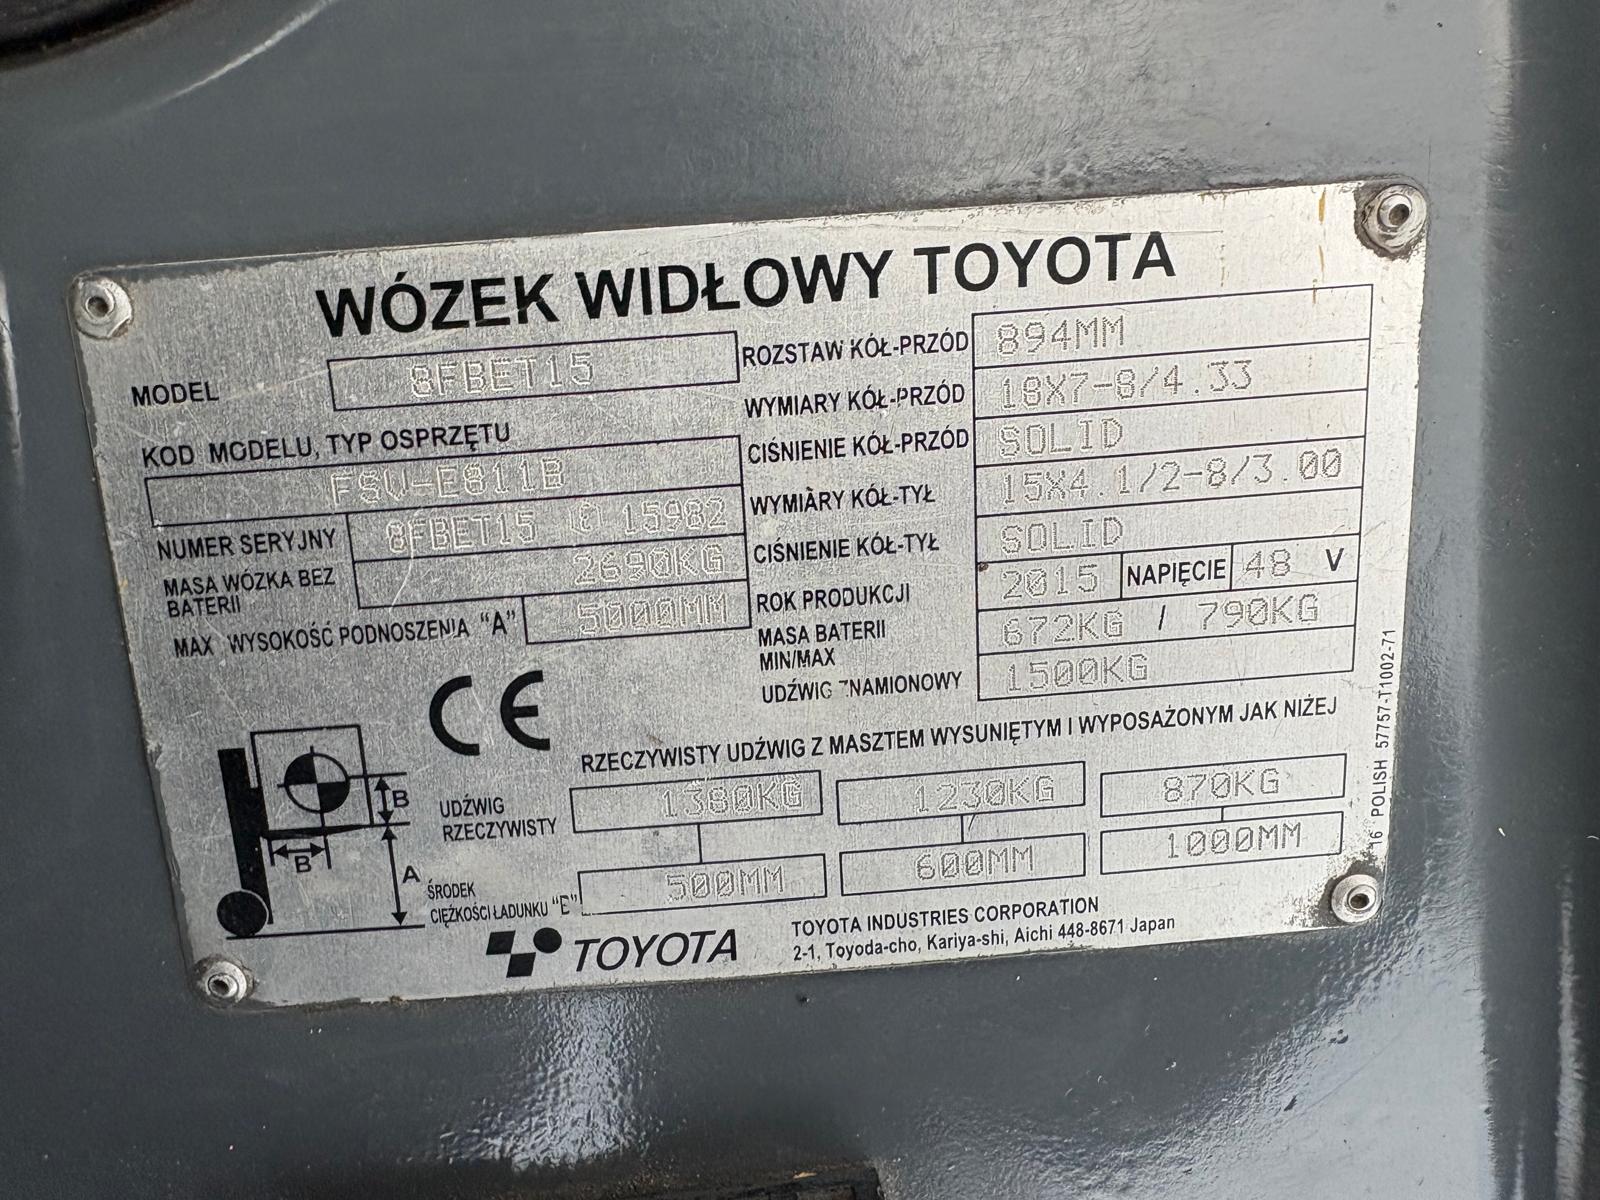 WÓZEK WIDŁOWY TOYOTA
MODEL 8FBET15
KOD MODELU, TYP OSPRZĘTU
FSV-E811B
NUMER SERYJNY 8FBET15 15982
MASA WÓZKA BEZ BATERII 2690KG
MAX WYSOKOŚĆ PODNOSZENIA "A" 5000MM
ROZSTAW KÓŁ-PRZÓD 894MM
WYMIARY KÓŁ-PRZÓD 18X7-8/4.33
CIŚNIENIE KÓŁ-PRZÓD SOLID
WYMIARY KÓŁ-TYŁ 15X4.1/2-8/3.00
CIŚNIENIE KÓŁ-TYŁ SOLID
ROK PRODUKCJI 2015 NAPIĘCIE 48 V
MASA BATERII MIN/MAX 672KG / 790KG
UDŹWIG ZNAMIONOWY 1500KG
CE
RZECZYWISTY UDŹWIG Z MASZTEM WYSUNIĘTYM I WYPOSAŻONYM JAK NIŻEJ
UDŹWIG RZECZYWISTY 1380KG 1230KG 870KG
ŚRODEK CIĘŻKOŚCI ŁADUNKU "E" 500MM 600MM 1000MM
B
B
A
TOYOTA
TOYOTA INDUSTRIES CORPORATION
2-1, Toyoda-cho, Kariya-shi, Aichi 448-8671 Japan
16 POLISH 57757-T1002-71